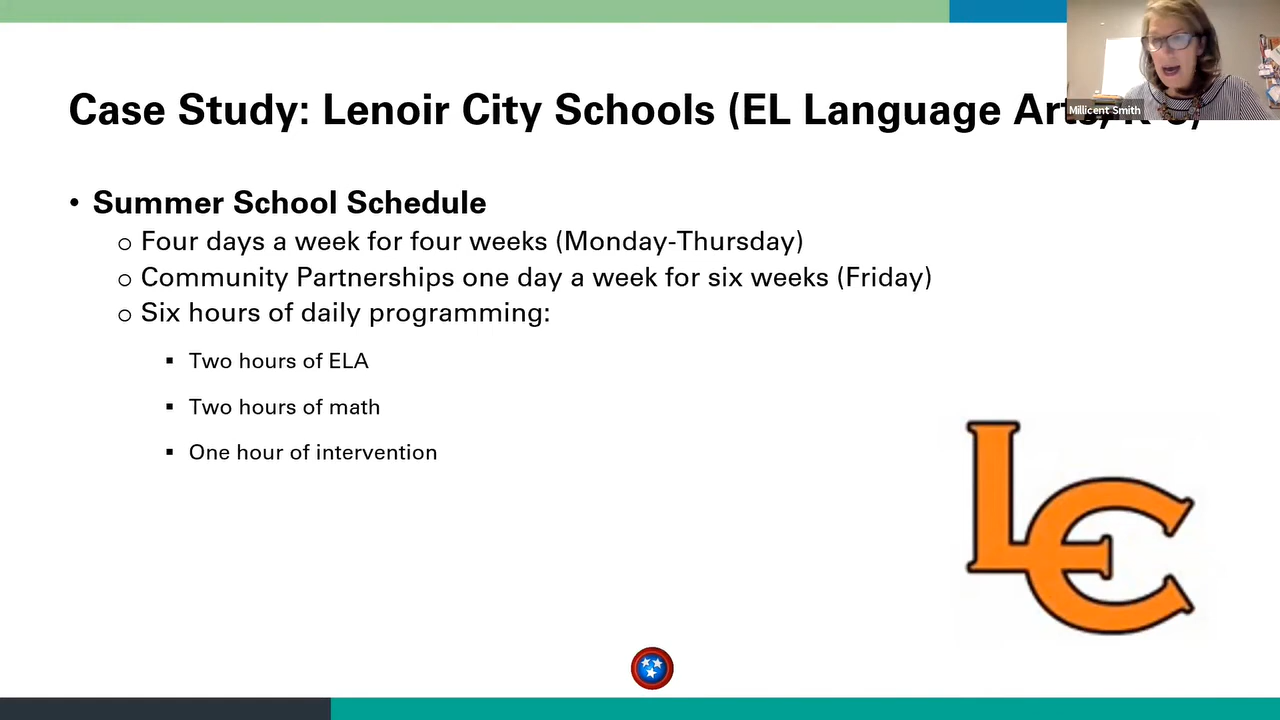 Case Study: Lenoir City Schools (EL Language
Millicent Smith
• Summer School Schedule
o Four days a week for four weeks (Monday-Thursday)
o Community Partnerships one day a week for six weeks (Friday)
o Six hours of daily programming:
▪ Two hours of ELA
▪ Two hours of math
▪ One hour of intervention
LC